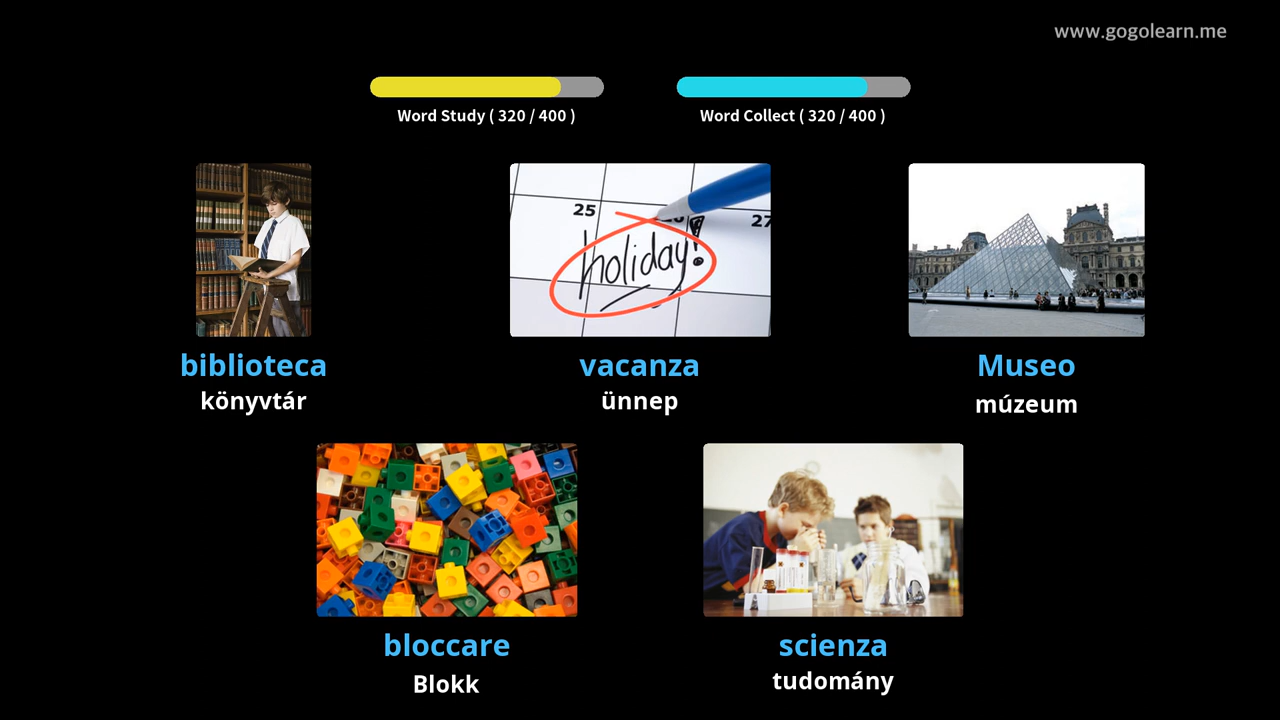 www.gogolearn.me
Word Study ( 320 / 400 )
Word Collect ( 320 / 400 )
25
27
holiday!
biblioteca
könyvtár
vacanza
ünnep
Museo
múzeum
bloccare
Blokk
scienza
tudomány